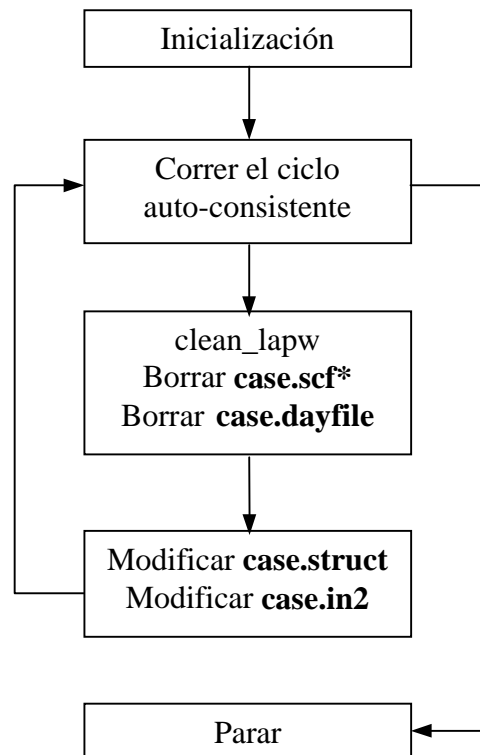 Inicialización
Correr el ciclo
auto-consistente
clean_lapw
Borrar case.scf*
Borrar case.dayfile
Modificar case.struct
Modificar case.in2
Parar